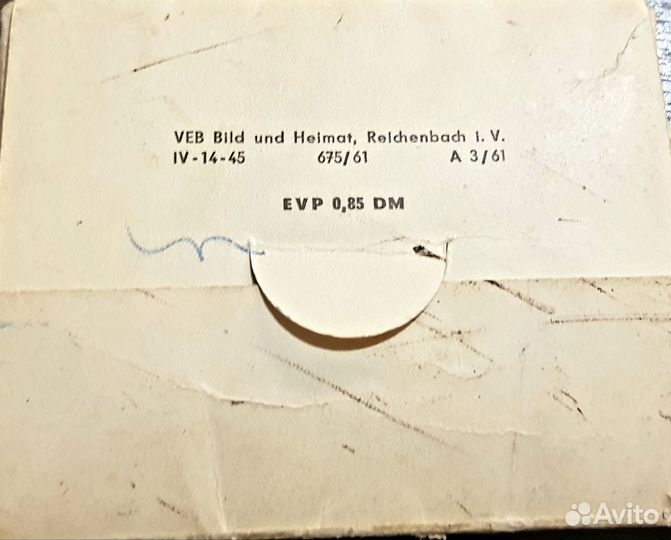 VEB Bild und Heimat, Reichenbach i. V.
IV-14-45 675/61 A 3/61
EVP 0,85 DM
Avito